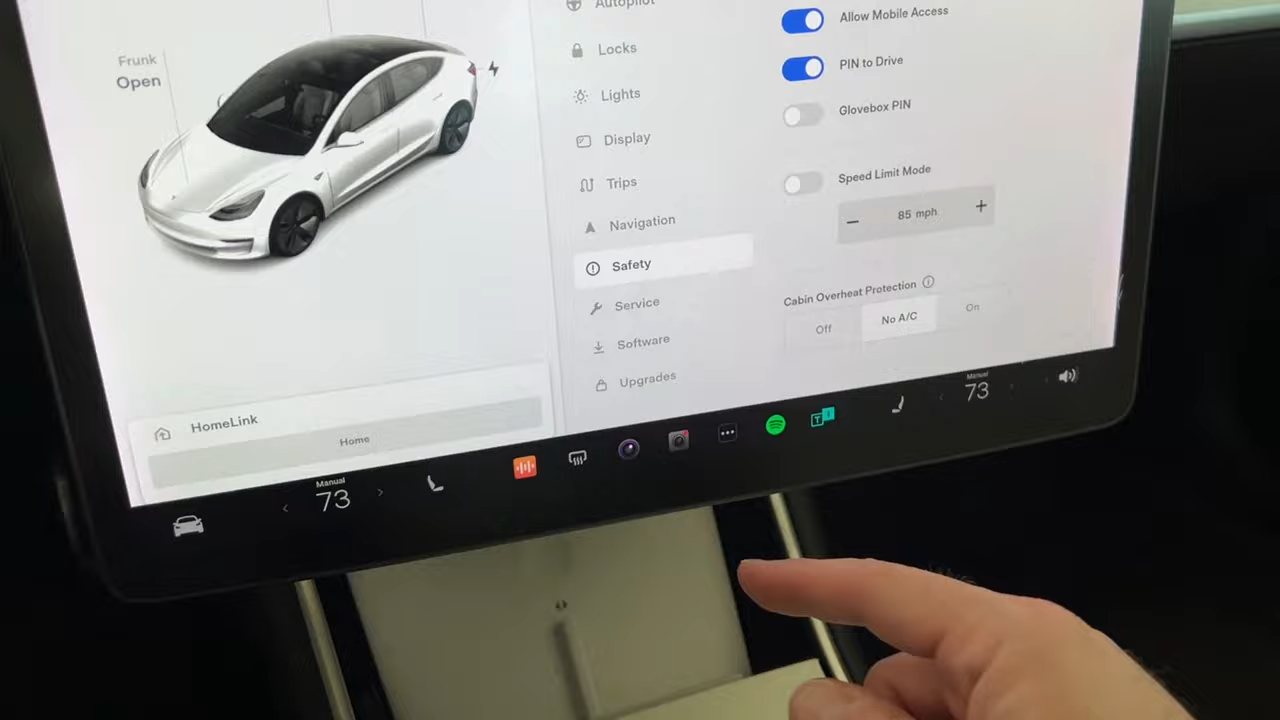 Frunk
Open
HomeLink
Home
Autopilot
Locks
Lights
Display
Trips
Navigation
Safety
Service
Software
Upgrades
Allow Mobile Access
PIN to Drive
Glovebox PIN
Speed Limit Mode
− 85 mph +
Cabin Overheat Protection
Off No A/C On
Manual
73
Manual
73